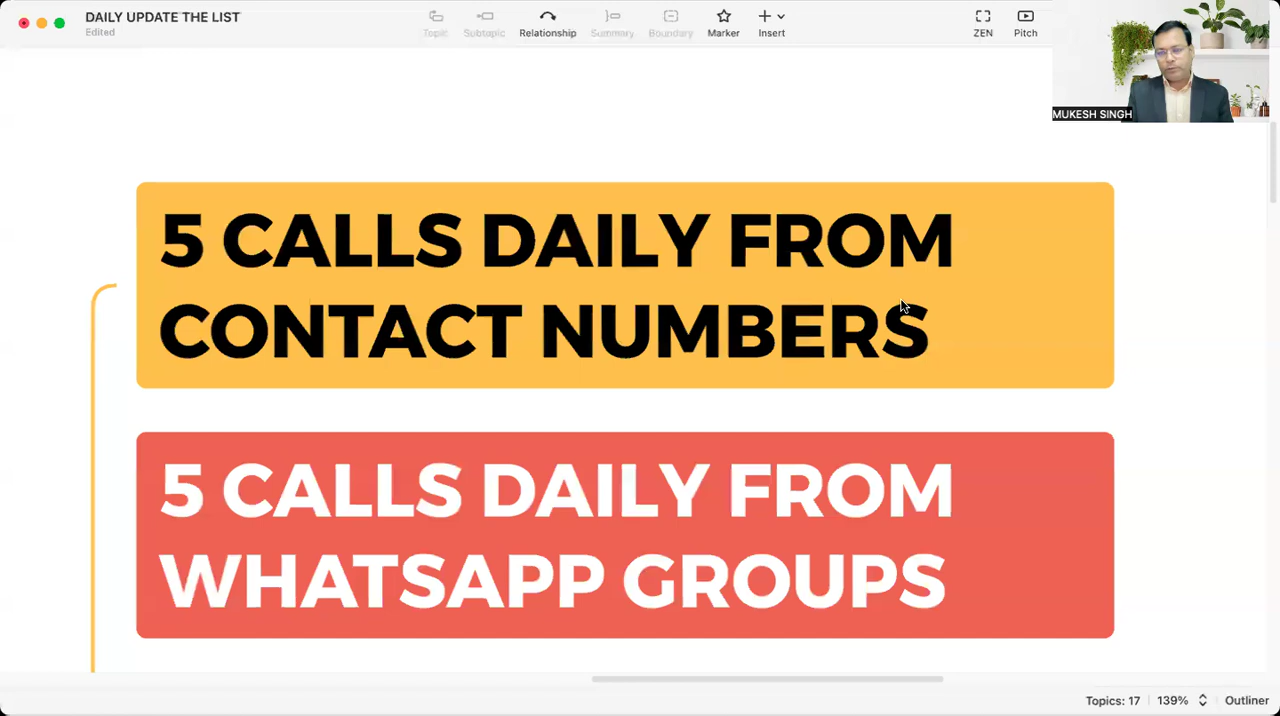 DAILY UPDATE THE LIST
Edited
Topic
Subtopic
Relationship
Summary
Boundary
Marker
Insert
ZEN
Pitch
MUKESH SINGH
5 CALLS DAILY FROM
CONTACT NUMBERS
5 CALLS DAILY FROM
WHATSAPP GROUPS
Topics: 17
139%
Outliner